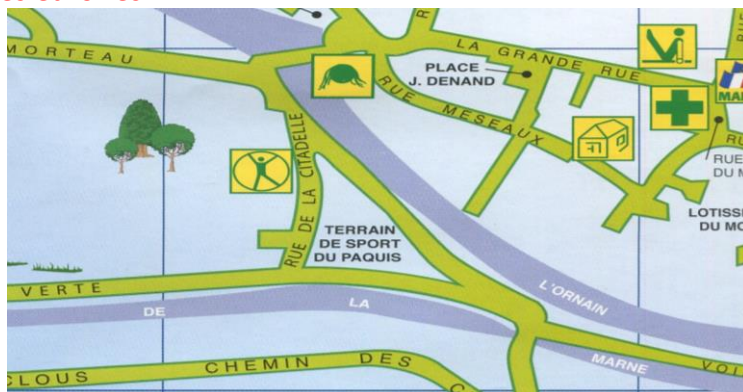 MORTEAU
LA GRANDE RUE
PLACE
J. DENAND
RUE MESEAUX
RUE DE LA CITADELLE
RUE
DU M
LOTISS
DU MO
TERRAIN
DE SPORT
DU PAQUIS
L'ORNAIN
VERTE
DE LA MARNE
VOI
CLOUS
CHEMIN DES